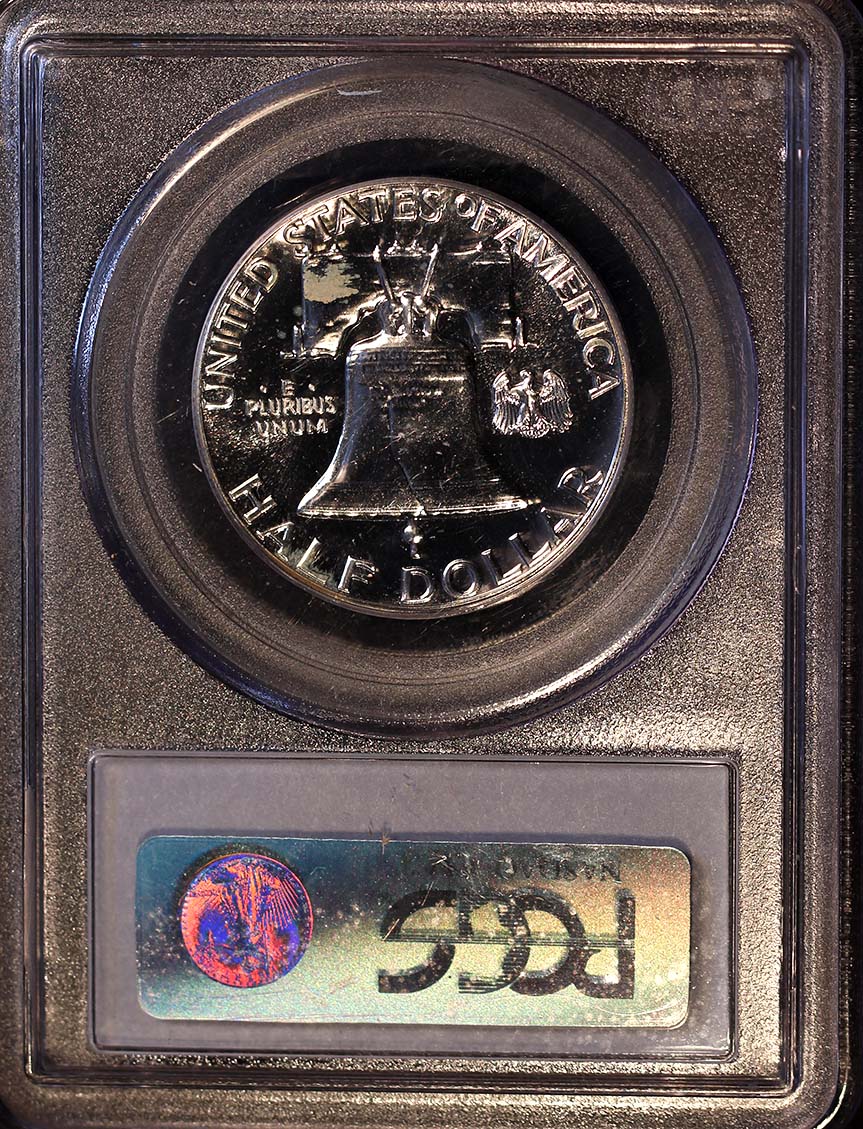 UNITED STATES OF AMERICA
· E ·
PLURIBUS
UNUM
HALF DOLLAR
PCGS